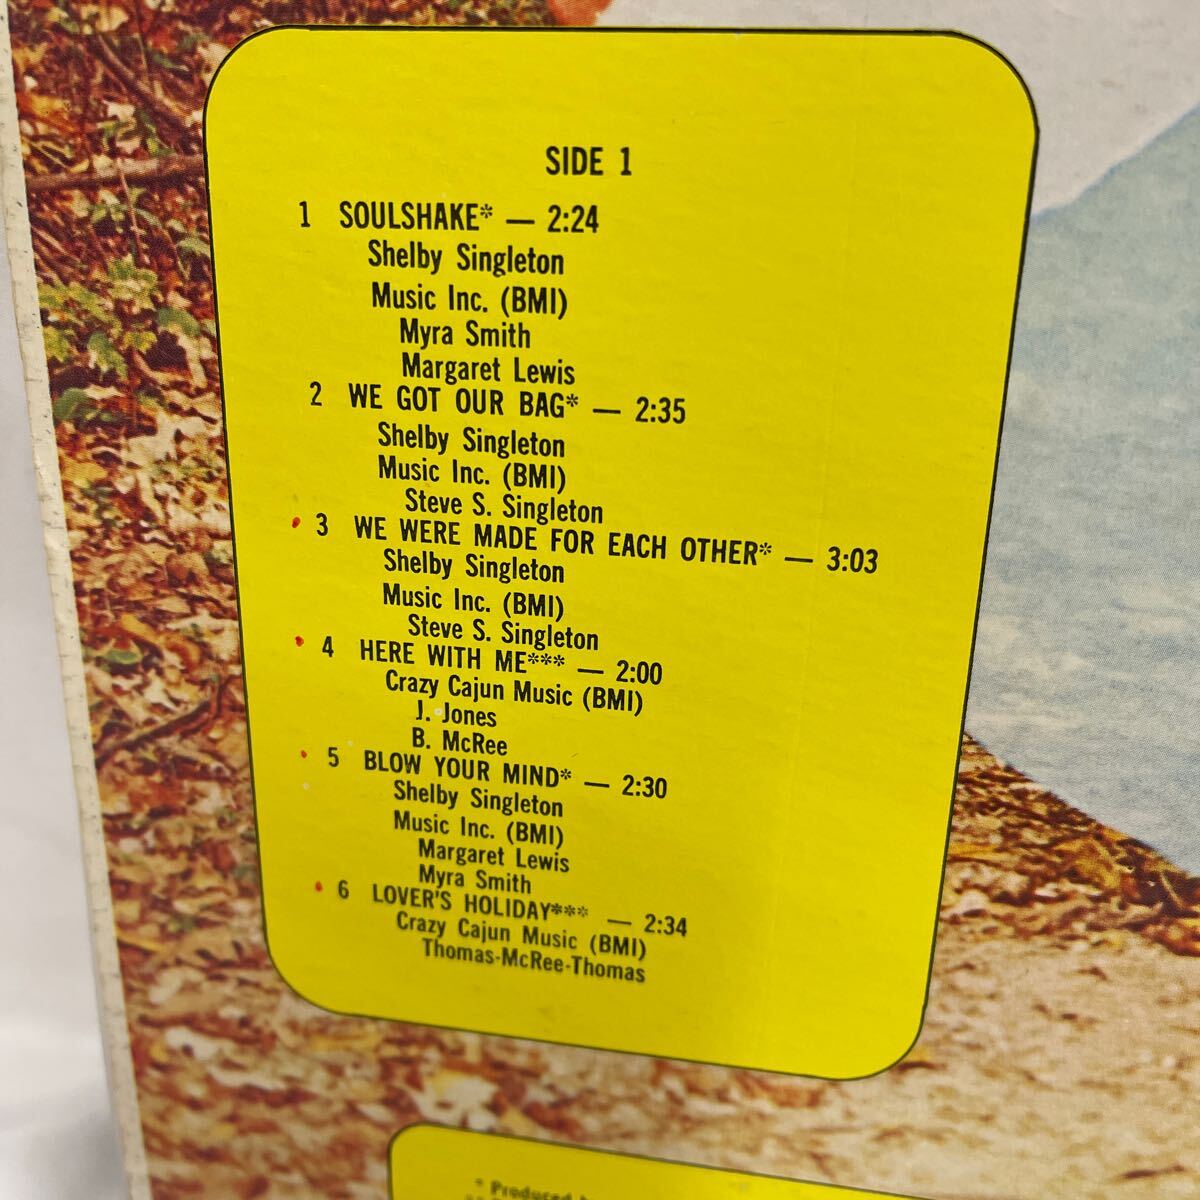 SIDE 1
1 SOULSHAKE* — 2:24
Shelby Singleton
Music Inc. (BMI)
Myra Smith
Margaret Lewis
2 WE GOT OUR BAG* — 2:35
Shelby Singleton
Music Inc. (BMI)
Steve S. Singleton
3 WE WERE MADE FOR EACH OTHER* — 3:03
Shelby Singleton
Music Inc. (BMI)
Steve S. Singleton
4 HERE WITH ME*** — 2:00
Crazy Cajun Music (BMI)
J. Jones
B. McRee
5 BLOW YOUR MIND* — 2:30
Shelby Singleton
Music Inc. (BMI)
Margaret Lewis
Myra Smith
6 LOVER'S HOLIDAY*** — 2:34
Crazy Cajun Music (BMI)
Thomas-McRee-Thomas
* Produced